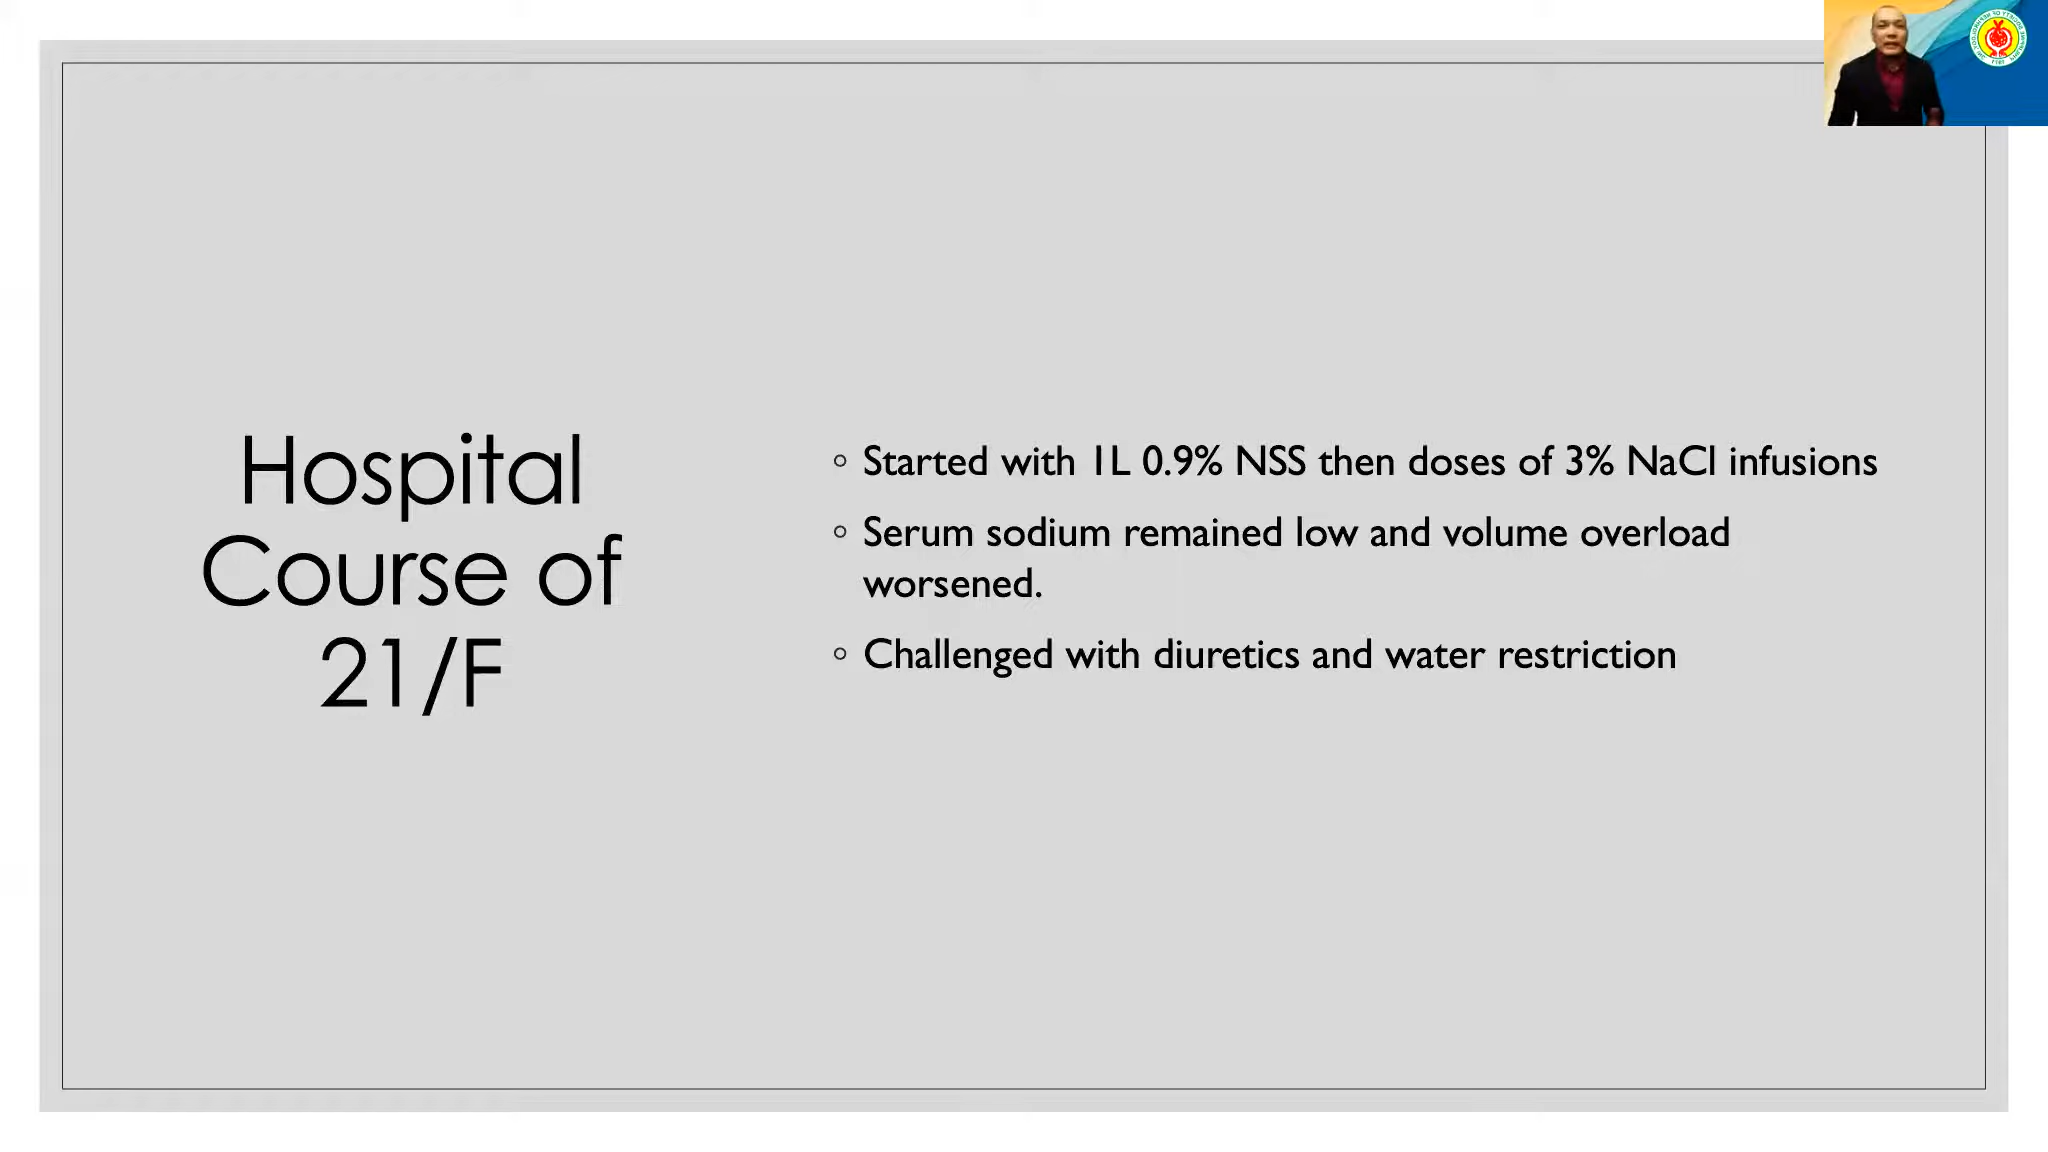 Hospital
Course of
21/F
◦ Started with 1L 0.9% NSS then doses of 3% NaCl infusions
◦ Serum sodium remained low and volume overload
worsened.
◦ Challenged with diuretics and water restriction